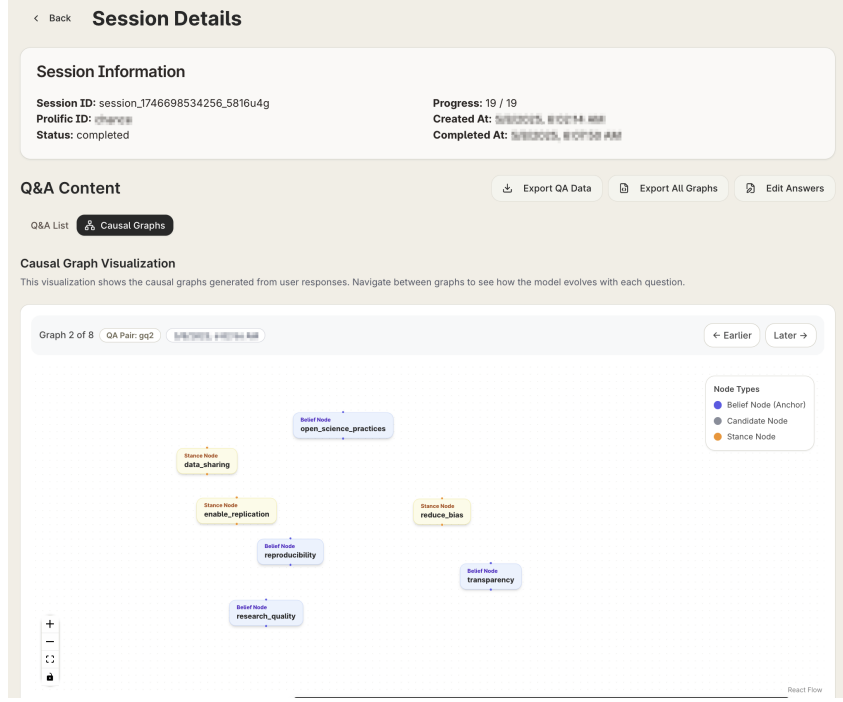 Back
Session Details
Session Information
Session ID: session_1746698534256_5816u4g
Progress: 19 / 19
Prolific ID:
Created At:
Status: completed
Completed At:
Q&A Content
Export QA Data
Export All Graphs
Edit Answers
Q&A List
Causal Graphs
Causal Graph Visualization
This visualization shows the causal graphs generated from user responses. Navigate between graphs to see how the model evolves with each question.
Graph 2 of 8
QA Pair: gq2
← Earlier
Later →
Node Types
Belief Node (Anchor)
Candidate Node
Stance Node
Belief Node
open_science_practices
Stance Node
data_sharing
Stance Node
enable_replication
Stance Node
reduce_bias
Belief Node
reproducibility
Belief Node
transparency
Belief Node
research_quality
React Flow